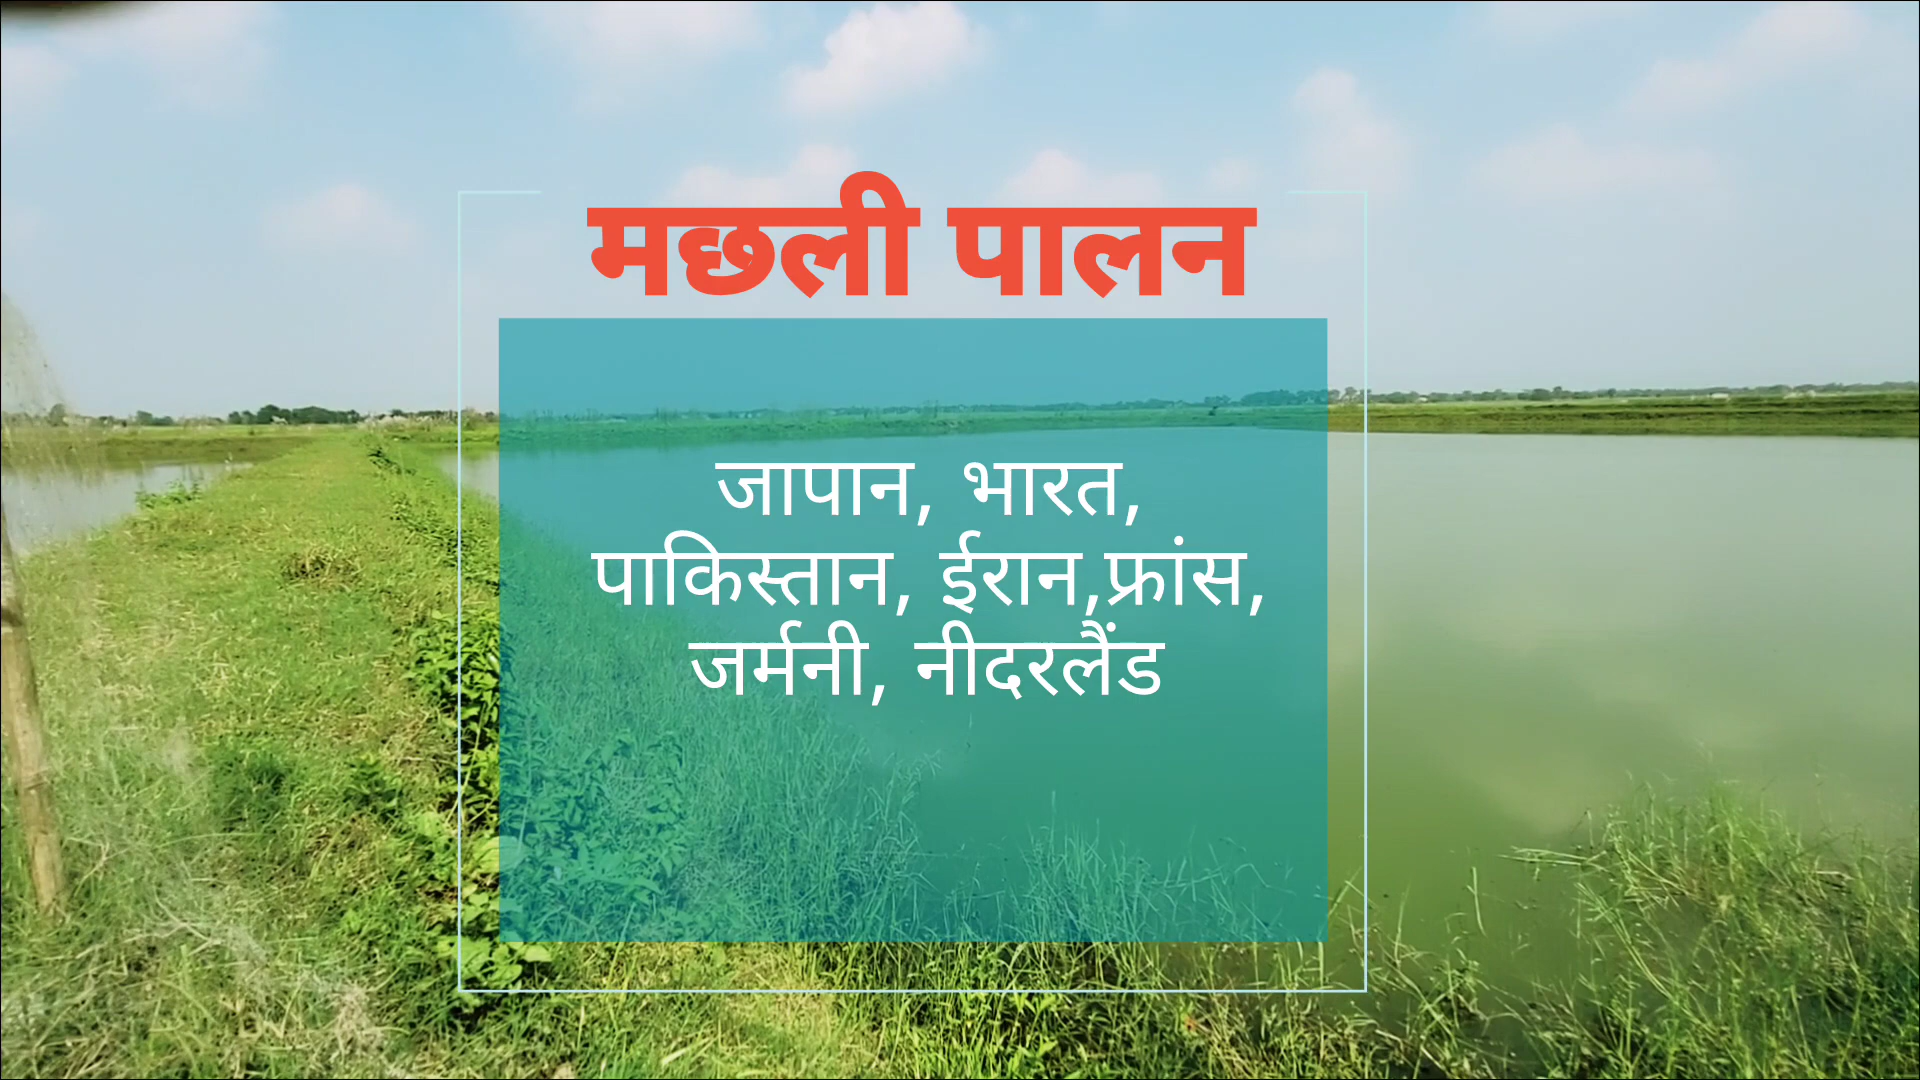 मछली पालन
जापान, भारत,
पाकिस्तान, ईरान,फ्रांस,
जर्मनी, नीदरलैंड